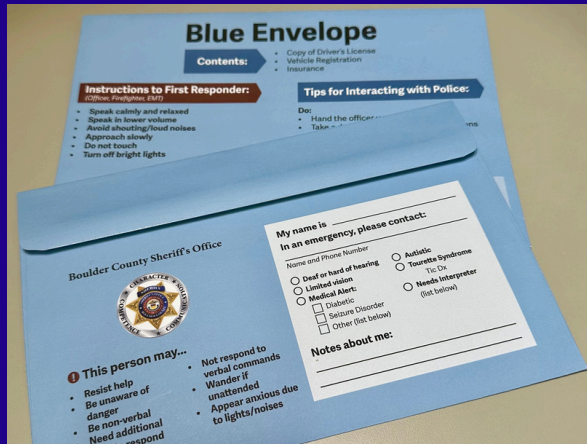 Blue Envelope
Contents:
• Copy of Driver's License
• Vehicle Registration
• Insurance
Instructions to First Responder:
(Officer, Firefighter, EMT)
• Speak calmly and relaxed
• Speak in lower volume
• Avoid shouting/loud noises
• Approach slowly
• Do not touch
• Turn off bright lights
Tips for Interacting with Police:
Do:
• Hand the officer
• Take
Boulder County Sheriff's Office
This person may...
• Resist help
• Be unaware of
danger
• Be non-verbal
Need additional
respond
• Not respond to
verbal commands
• Wander if
unattended
• Appear anxious due
to lights/noises
My name is
In an emergency, please contact:
Name and Phone Number
Deaf or hard of hearing
Limited vision
Medical Alert:
Diabetic
Seizure Disorder
Other (list below)
Autistic
Tourette Syndrome
Tic Dx
Needs Interpreter
(list below)
Notes about me: